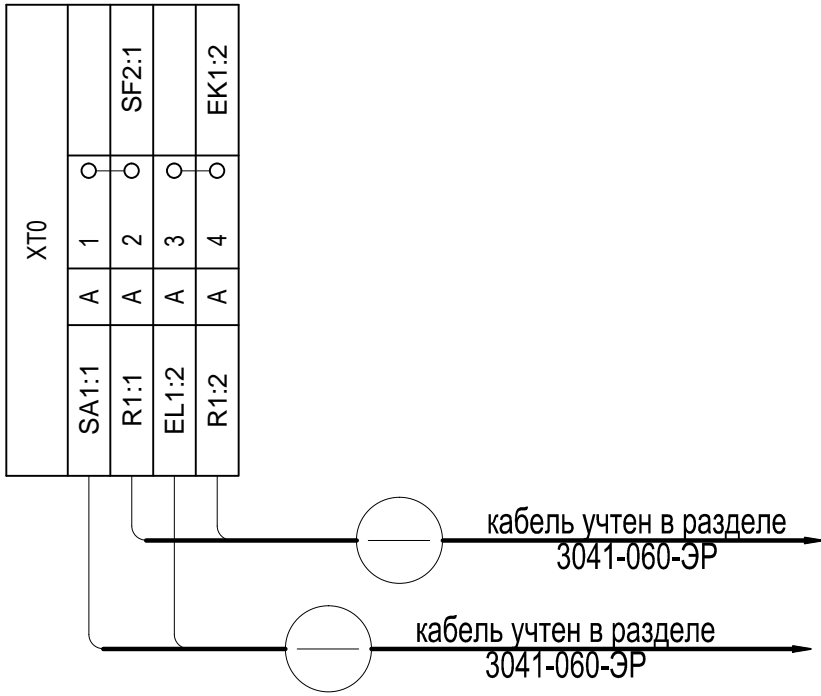 XT0
SF2:1
EK1:2
1
2
3
4
A
A
A
A
SA1:1
R1:1
EL1:2
R1:2
кабель учтен в разделе
3041-060-ЭР
кабель учтен в разделе
3041-060-ЭР